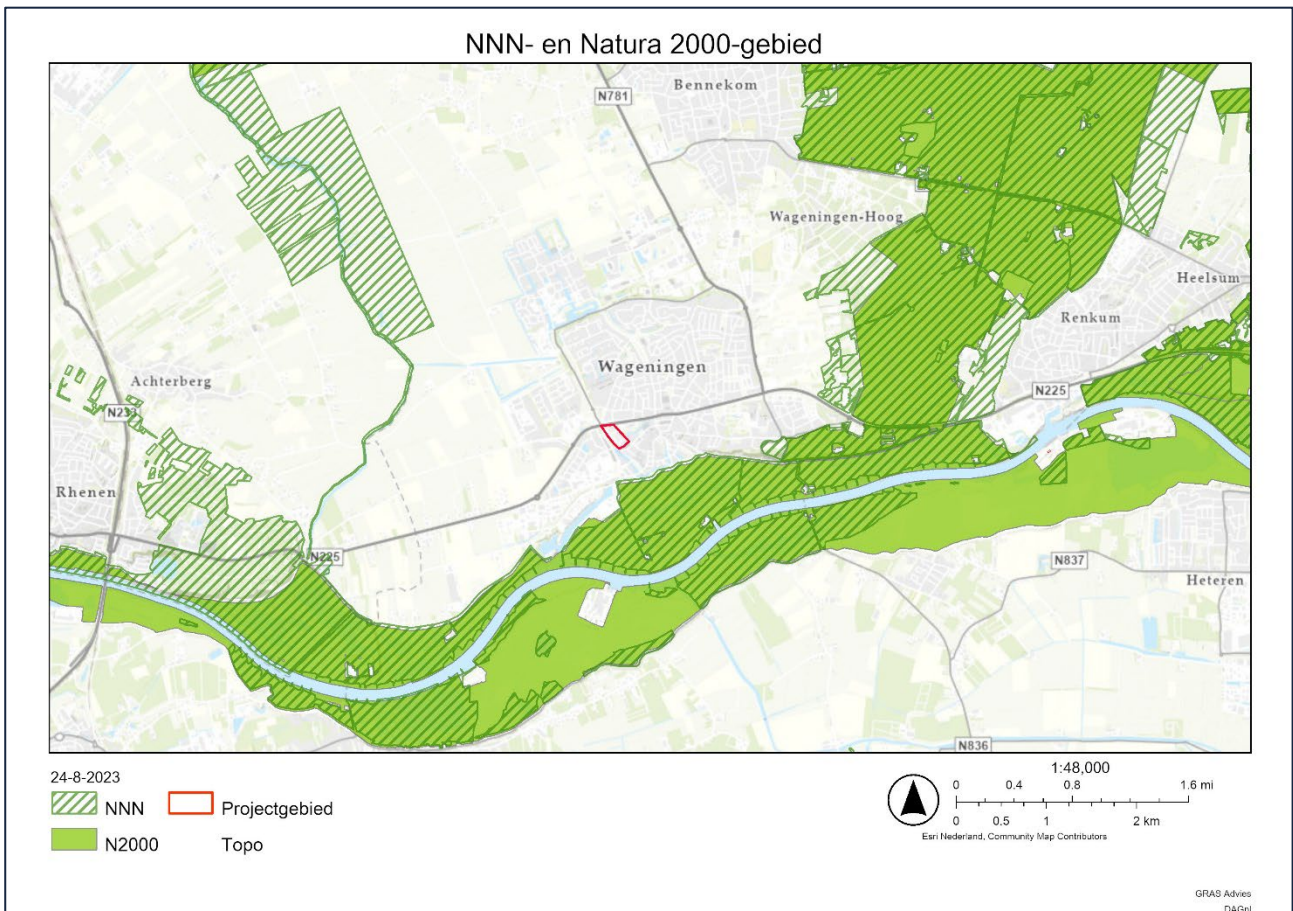 NNN- en Natura 2000-gebied
Bennekom
N781
Wageningen-Hoog
Heelsum
Renkum
Wageningen
Achterberg
N225
N233
Rhenen
N225
N837
Heteren
N836
24-8-2023
NNN
Projectgebied
N2000
Topo
1:48,000
0 0.4 0.8 1.6 mi
0 0.5 1 2 km
Esri Nederland, Community Map Contributors
GRAS Advies
DAGnl